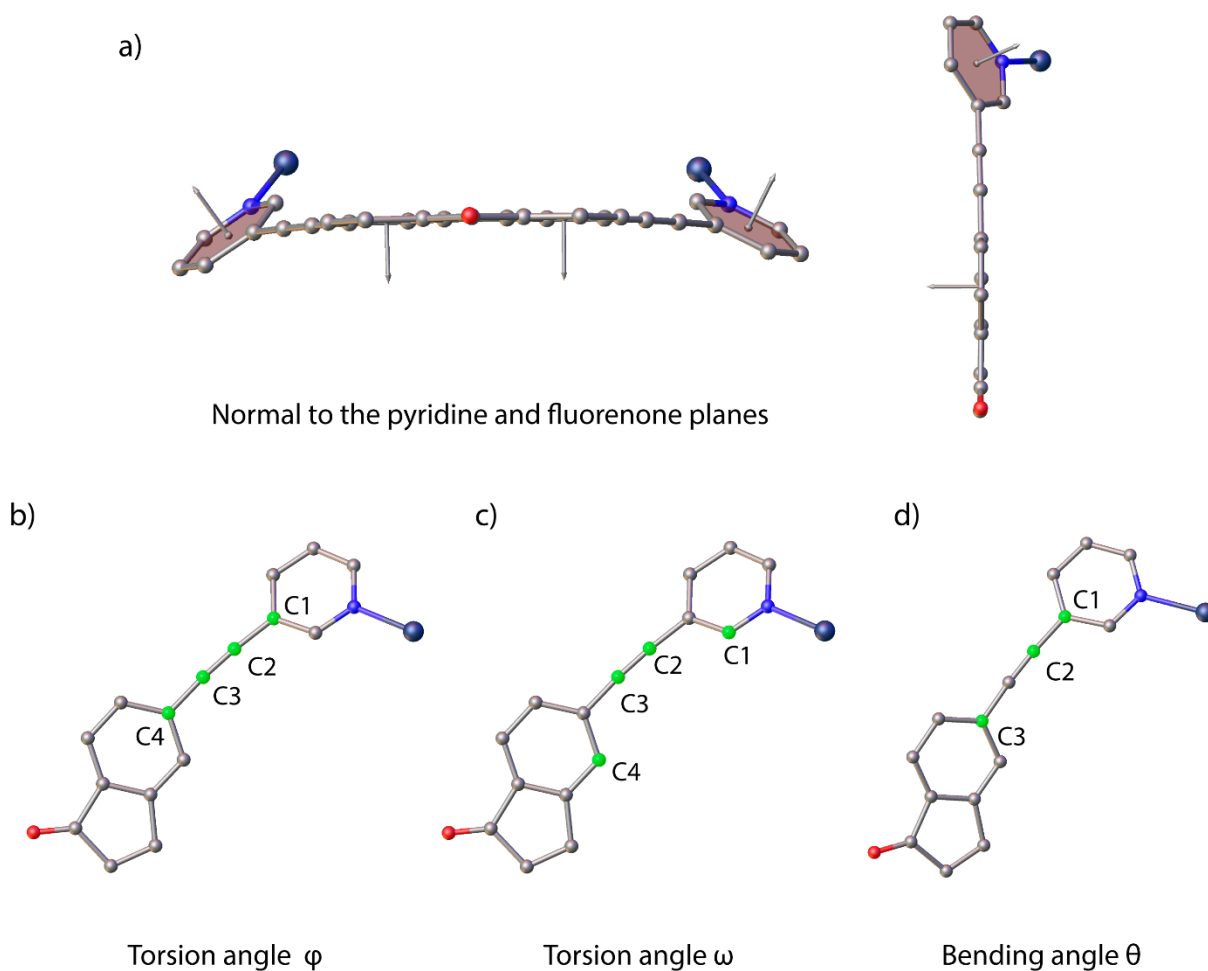 a)
Normal to the pyridine and fluorenone planes
b)
C1
C2
C3
C4
Torsion angle φ
c)
C1
C2
C3
C4
Torsion angle ω
d)
C1
C2
C3
Bending angle θ